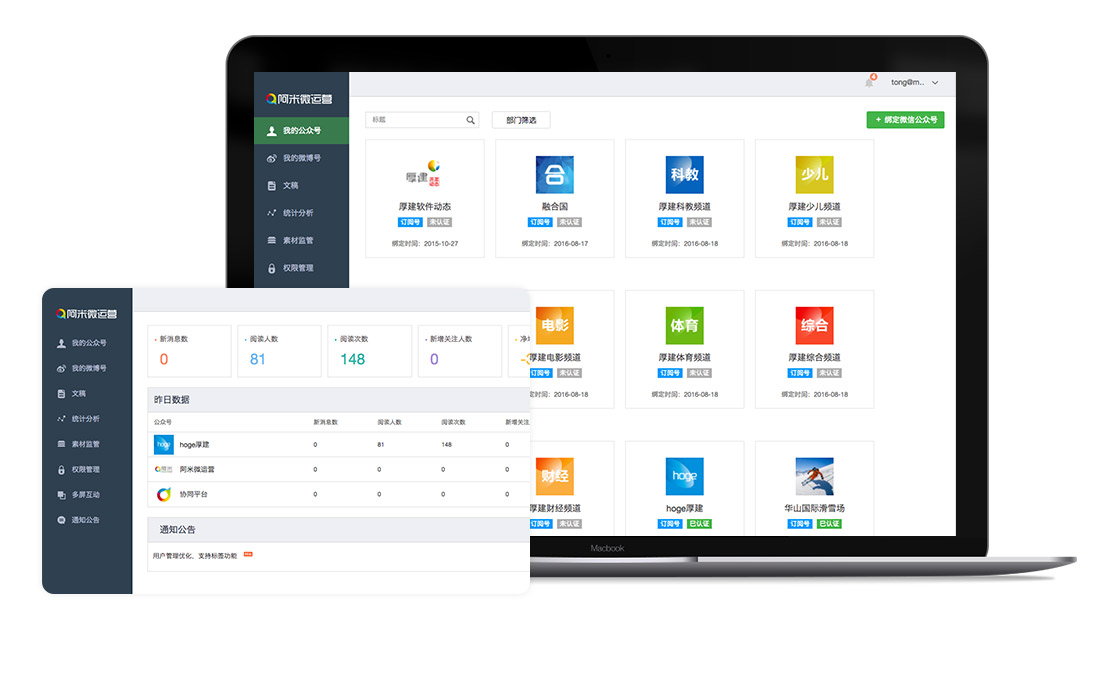 阿米微运营
我的公众号
我的微博号
文稿
统计分析
素材监管
权限管理
4
tong@m...
标题
部门筛选
+ 绑定微信公众号
厚建 软件动态
厚建软件动态
订阅号 未认证
绑定时间：2015-10-27
合
融合国
订阅号 未认证
绑定时间：2016-08-17
科教
厚建科教频道
订阅号 未认证
绑定时间：2016-08-18
少儿
厚建少儿频道
订阅号 未认证
绑定时间：2016-08-18
电影
厚建电影频道
订阅号 未认证
定时间：2016-08-18
体育
厚建体育频道
订阅号 未认证
绑定时间：2016-08-18
综合
厚建综合频道
订阅号 未认证
绑定时间：2016-08-18
财经
厚建财经频道
订阅号 未认证
hoge
hoge厚建
订阅号 已认证
华山国际滑雪场
订阅号 已认证
Macbook
阿米微运营
我的公众号
我的微博号
文稿
统计分析
素材监管
权限管理
多屏互动
通知公告
新消息数
0
阅读人数
81
阅读次数
148
新增关注人数
0
昨日数据
公众号 新消息数 阅读人数 阅读次数 新增关注
hoge
hoge厚建 0 81 148 0
阿米微运营 0 0 0 0
协同平台 0 0 0 0
通知公告
用户管理优化、支持标签功能